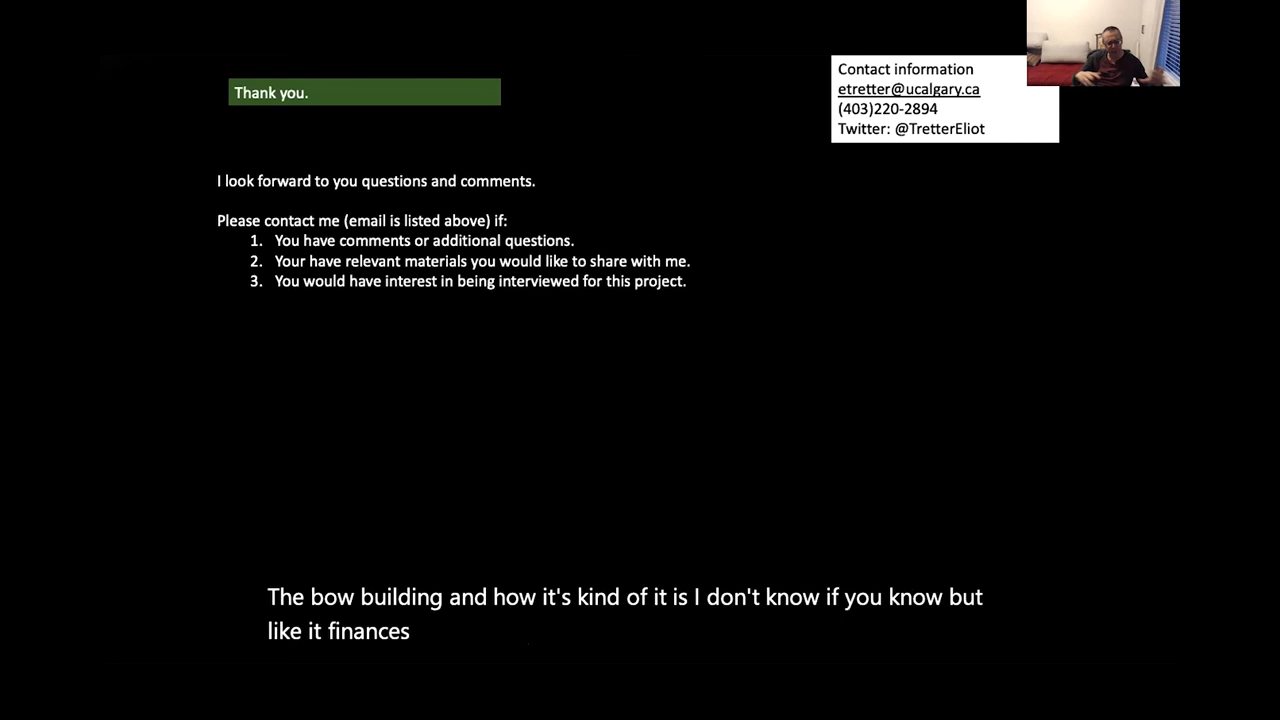 Thank you.
Contact information
etretter@ucalgary.ca
(403)220-2894
Twitter: @TretterEliot
I look forward to you questions and comments.
Please contact me (email is listed above) if:
1. You have comments or additional questions.
2. Your have relevant materials you would like to share with me.
3. You would have interest in being interviewed for this project.
The bow building and how it's kind of it is I don't know if you know but
like it finances